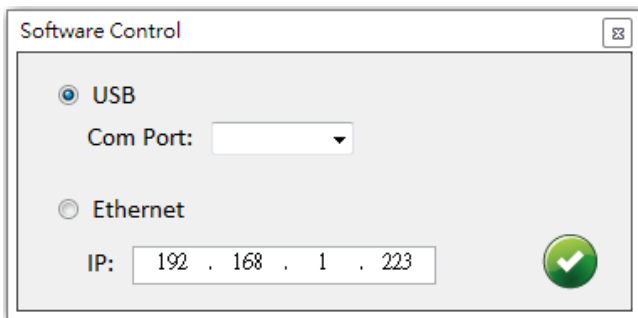 Software Control
USB
Com Port:
Ethernet
IP: 192 . 168 . 1 . 223